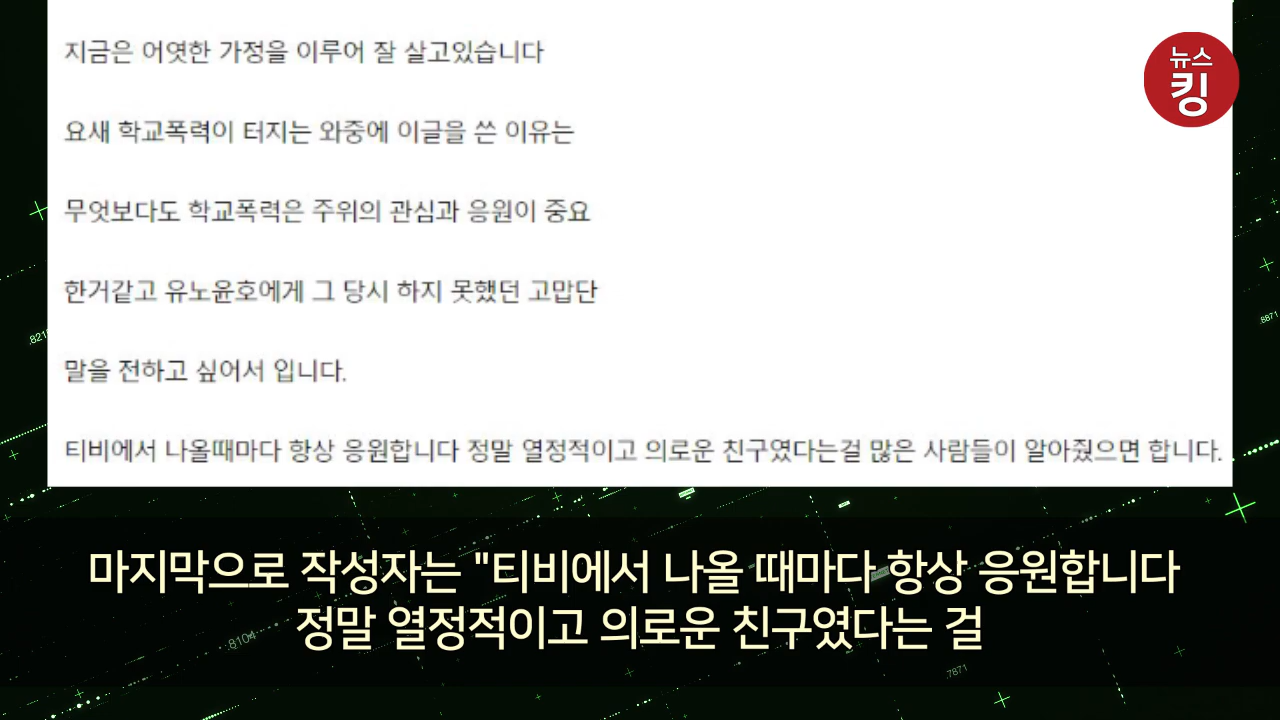 지금은 어엿한 가정을 이루어 잘 살고있습니다
뉴스
킹
요새 학교폭력이 터지는 와중에 이글을 쓴 이유는
무엇보다도 학교폭력은 주위의 관심과 응원이 중요
한거같고 유노윤호에게 그 당시 하지 못했던 고맙단
말을 전하고 싶어서 입니다.
티비에서 나올때마다 항상 응원합니다 정말 열정적이고 의로운 친구였다는걸 많은 사람들이 알아줬으면 합니다.
마지막으로 작성자는 "티비에서 나올 때마다 항상 응원합니다
정말 열정적이고 의로운 친구였다는 걸
.8104
.7871
.8871